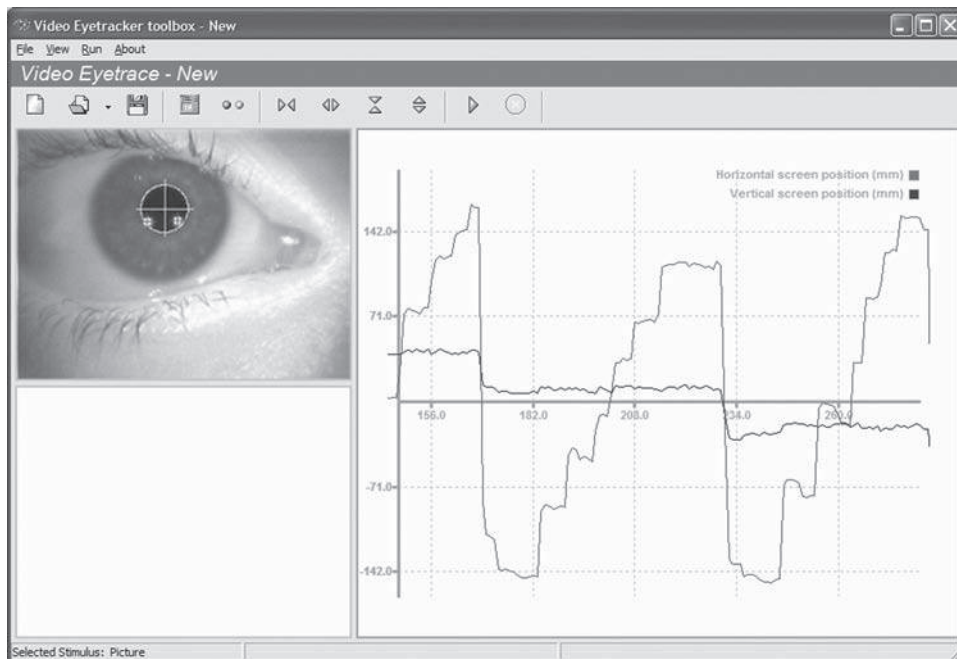 Video Eyetracker toolbox - New
File View Run About
Video Eyetrace - New
Horizontal screen position (mm)
Vertical screen position (mm)
142.0
71.0
156.0 182.0 208.0 234.0 260.0
-71.0
-142.0
Selected Stimulus: Picture